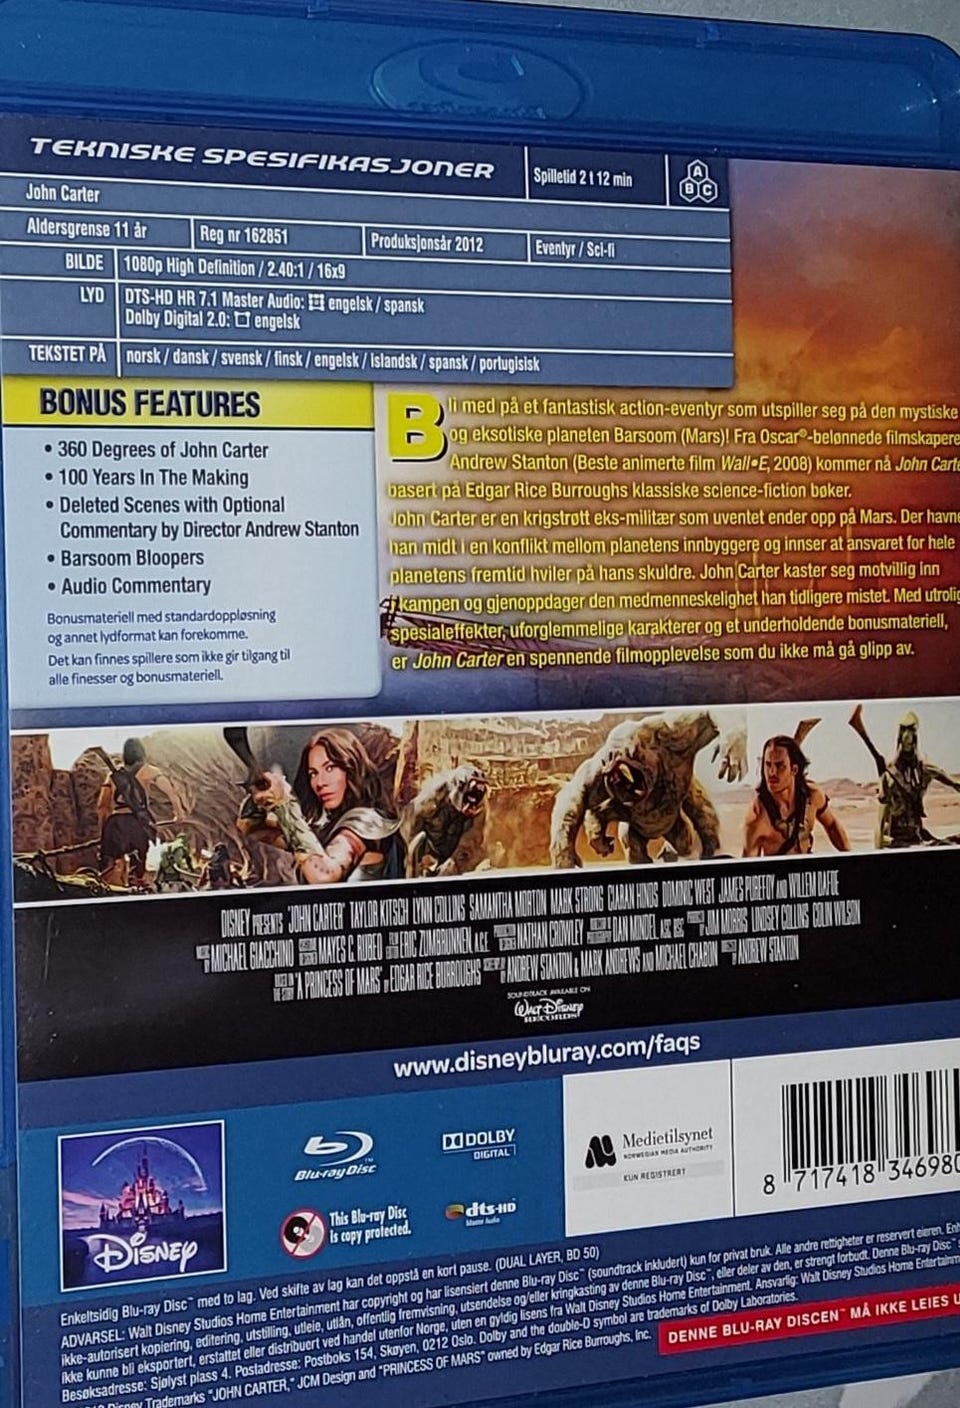 TEKNISKE SPESIFIKASJONER
Spilletid 2 t 12 min
A
B C
John Carter
Aldersgrense 11 år
Reg nr 162851
Produksjonsår 2012
Eventyr / Sci-fi
BILDE 1080p High Definition / 2.40:1 / 16x9
LYD DTS-HD HR 7.1 Master Audio: engelsk / spansk
Dolby Digital 2.0: engelsk
TEKSTET PÅ norsk / dansk / svensk / finsk / engelsk / islandsk / spansk / portugisisk
BONUS FEATURES
• 360 Degrees of John Carter
• 100 Years In The Making
• Deleted Scenes with Optional
Commentary by Director Andrew Stanton
• Barsoom Bloopers
• Audio Commentary
Bonusmateriell med standardoppløsning
og annet lydformat kan forekomme.
Det kan finnes spillere som ikke gir tilgang til
alle finesser og bonusmateriell.
Bli med på et fantastisk action-eventyr som utspiller seg på den mystiske
og eksotiske planeten Barsoom (Mars)! Fra Oscar®-belønnede filmskapere
Andrew Stanton (Beste animerte film Wall•E, 2008) kommer nå John Carte
basert på Edgar Rice Burroughs klassiske science-fiction bøker.
John Carter er en krigstrøtt eks-militær som uventet ender opp på Mars. Der havne
han midt i en konflikt mellom planetens innbyggere og innser at ansvaret for hele
planetens fremtid hviler på hans skuldre. John Carter kaster seg motvillig inn
i kampen og gjenoppdager den medmenneskelighet han tidligere mistet. Med utrolig
spesialeffekter, uforglemmelige karakterer og et underholdende bonusmateriell,
er John Carter en spennende filmopplevelse som du ikke må gå glipp av.
DISNEY PRESENTS "JOHN CARTER" TAYLOR KITSCH LYNN COLLINS SAMANTHA MORTON MARK STRONG CIARAN HINDS DOMINIC WEST JAMES PUREFOY AND WILLEM DAFOE
MICHAEL GIACCHINO MAYES C. RUBEO ERIC ZUMBRUNNEN A.C.E. NATHAN CROWLEY DAN MINDEL ASC, BSC JIM MORRIS LINDSEY COLLINS COLIN WILSON
BASED ON THE STORY "A PRINCESS OF MARS" BY EDGAR RICE BURROUGHS ANDREW STANTON & MARK ANDREWS AND MICHAEL CHABON ANDREW STANTON
SOUNDTRACK AVAILABLE ON
WALT DISNEY
RECORDS
www.disneybluray.com/faqs
DISNEY
Blu-ray Disc™
DOLBY
DIGITAL
This Blu-ray Disc
is copy protected.
dts-HD
Master Audio
Medietilsynet
NORWEGIAN MEDIA AUTHORITY
KUN REGISTRERT
8 717418 346980
Enkeltsidig Blu-ray Disc™ med to lag. Ved skifte av lag kan det oppstå en kort pause. (DUAL LAYER, BD 50)
ADVARSEL: Walt Disney Studios Home Entertainment har copyright og har lisensiert denne Blu-ray Disc™ (soundtrack inkludert) kun for privat bruk. Alle andre rettigheter er reservert eieren. Enh
ikke-autorisert kopiering, editering, utstilling, utleie, utlån, offentlig fremvisning, utsendelse og/eller kringkasting av denne Blu-ray Disc™, eller deler av den, er strengt forbudt. Denne Blu-ray Disc™
ikke kunne bli eksportert, erstattet eller distribuert ved handel utenfor Norge, uten en gyldig lisens fra Walt Disney Studios Home Entertainment. Ansvarlig: Walt Disney Studios Home Entertainm
Besøksadresse: Sjølyst plass 4. Postadresse: Postboks 154, Skøyen, 0212 Oslo. Dolby and the double-D symbol are trademarks of Dolby Laboratories.
Disney Trademarks "JOHN CARTER," JCM Design and "PRINCESS OF MARS" owned by Edgar Rice Burroughs, Inc.
DENNE BLU-RAY DISCEN™ MÅ IKKE LEIES U